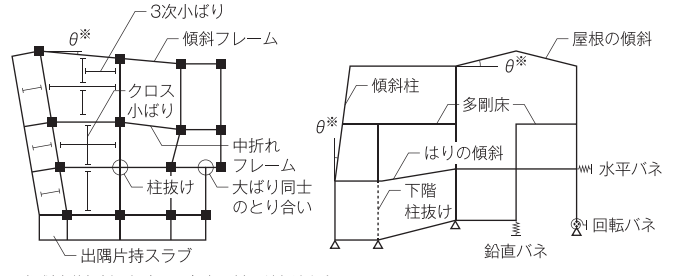 3次小ばり
θ※
傾斜フレーム
クロス
小ばり
中折れ
フレーム
柱抜け
大ばり同士
のとり合い
出隅片持スラブ
屋根の傾斜
θ※
傾斜柱
多剛床
θ※
はりの傾斜
水平バネ
下階
柱抜け
回転バネ
鉛直バネ